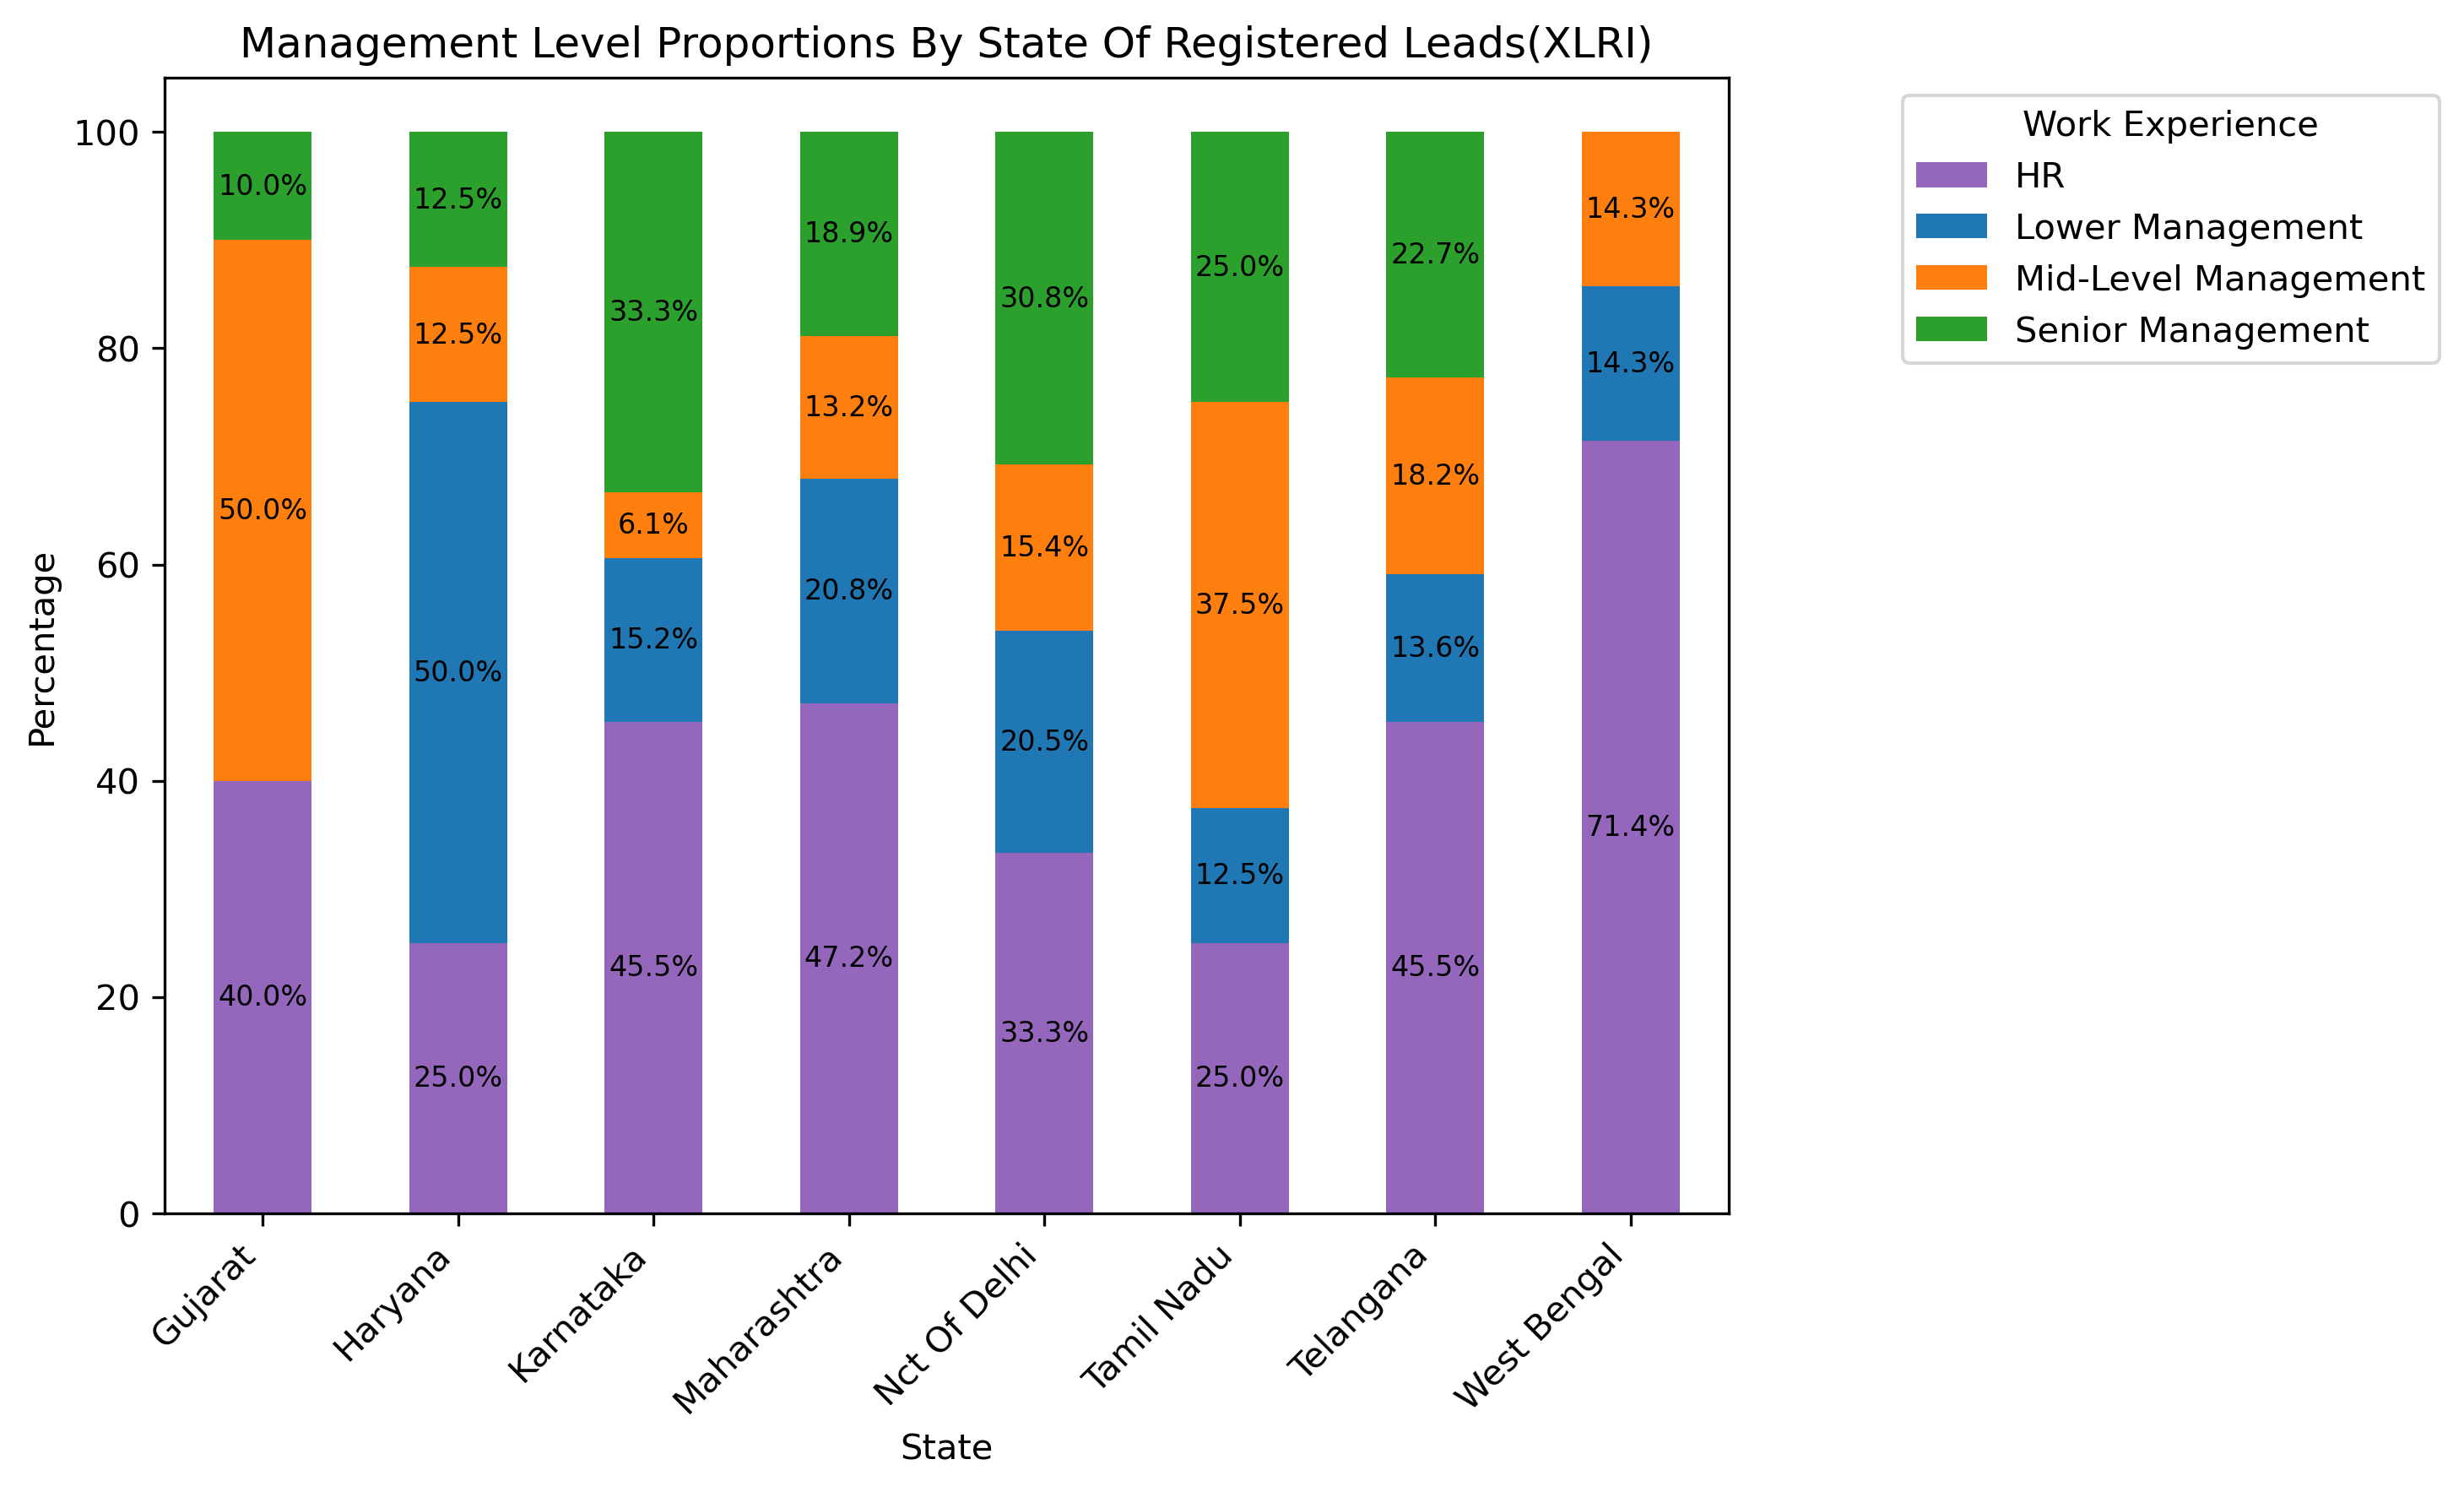 Management Level Proportions By State Of Registered Leads(XLRI)
Percentage
100
80
60
40
20
0
10.0%
50.0%
40.0%
12.5%
12.5%
50.0%
25.0%
33.3%
6.1%
15.2%
45.5%
18.9%
13.2%
20.8%
47.2%
30.8%
15.4%
20.5%
33.3%
25.0%
37.5%
12.5%
25.0%
22.7%
18.2%
13.6%
45.5%
14.3%
14.3%
71.4%
Gujarat
Haryana
Karnataka
Maharashtra
Nct Of Delhi
Tamil Nadu
Telangana
West Bengal
State
Work Experience
HR
Lower Management
Mid-Level Management
Senior Management